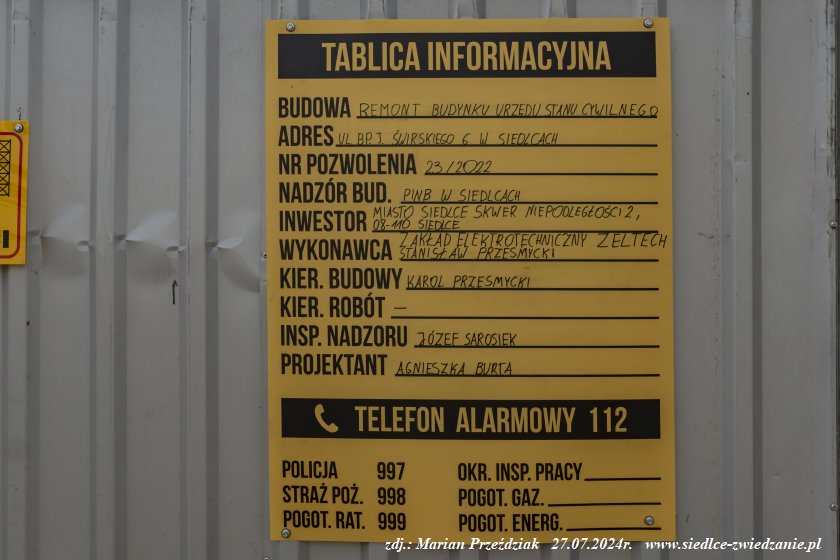 TABLICA INFORMACYJNA
BUDOWA REMONT BUDYNKU URZEDU STANU CYWILNEGO
ADRES UL BP. I. ŚWIRSKIEGO 6 W SIEDLCACH
NR POZWOLENIA 23/2022
NADZÓR BUD. PINB W SIEDLCACH
INWESTOR MIASTO SIEDLCE SKWER NIEPODLEGŁOŚCI 2,
08-110 SIEDLCE
WYKONAWCA ZAKŁAD ELEKTROTECHNICZNY ZELTECH
STANISŁAW PRZESMYCKI
KIER. BUDOWY KAROL PRZESMYCKI
KIER. ROBÓT —
INSP. NADZORU JÓZEF SAROSIEK
PROJEKTANT AGNIESZKA BURTA
TELEFON ALARMOWY 112
POLICJA 997 OKR. INSP. PRACY
STRAŻ POŻ. 998 POGOT. GAZ.
POGOT. RAT. 999 POGOT. ENERG.
zdj.: Marian Przeździak 27.07.2024r. www.siedlce-zwiedzanie.pl